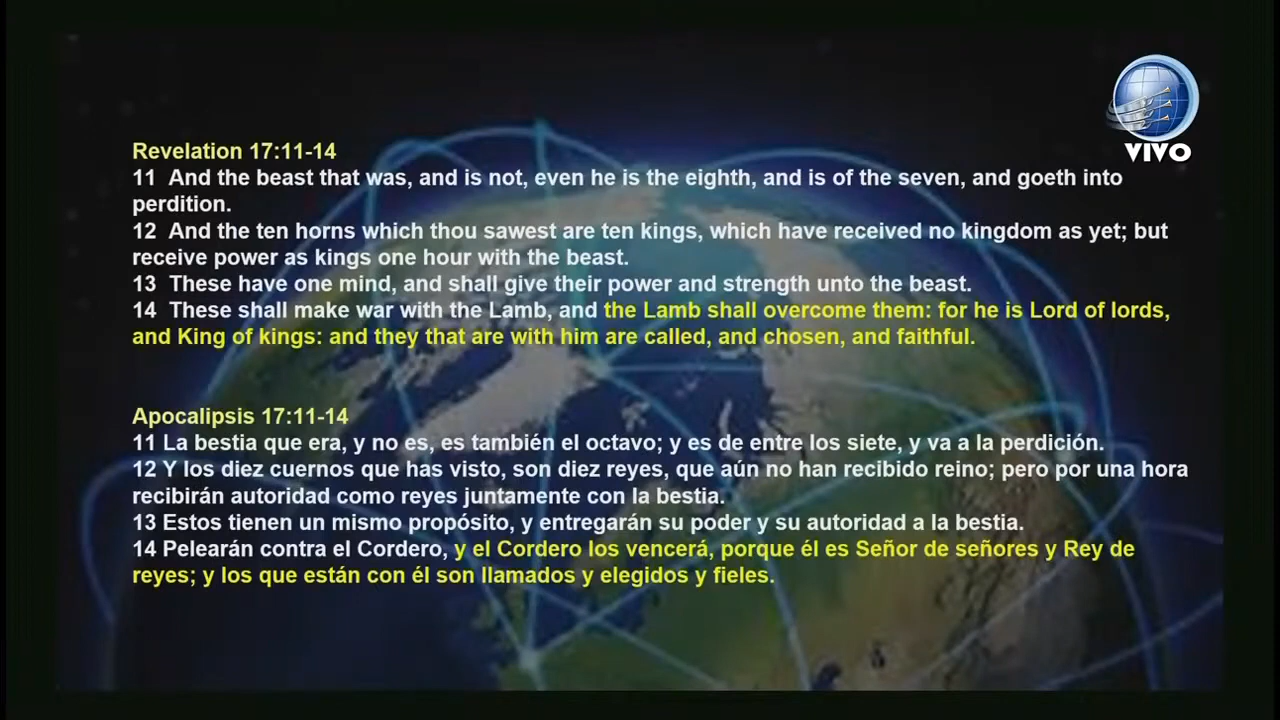 VIVO
Revelation 17:11-14
11 And the beast that was, and is not, even he is the eighth, and is of the seven, and goeth into
perdition.
12 And the ten horns which thou sawest are ten kings, which have received no kingdom as yet; but
receive power as kings one hour with the beast.
13 These have one mind, and shall give their power and strength unto the beast.
14 These shall make war with the Lamb, and the Lamb shall overcome them: for he is Lord of lords,
and King of kings: and they that are with him are called, and chosen, and faithful.
Apocalipsis 17:11-14
11 La bestia que era, y no es, es también el octavo; y es de entre los siete, y va a la perdición.
12 Y los diez cuernos que has visto, son diez reyes, que aún no han recibido reino; pero por una hora
recibirán autoridad como reyes juntamente con la bestia.
13 Estos tienen un mismo propósito, y entregarán su poder y su autoridad a la bestia.
14 Pelearán contra el Cordero, y el Cordero los vencerá, porque él es Señor de señores y Rey de
reyes; y los que están con él son llamados y elegidos y fieles.